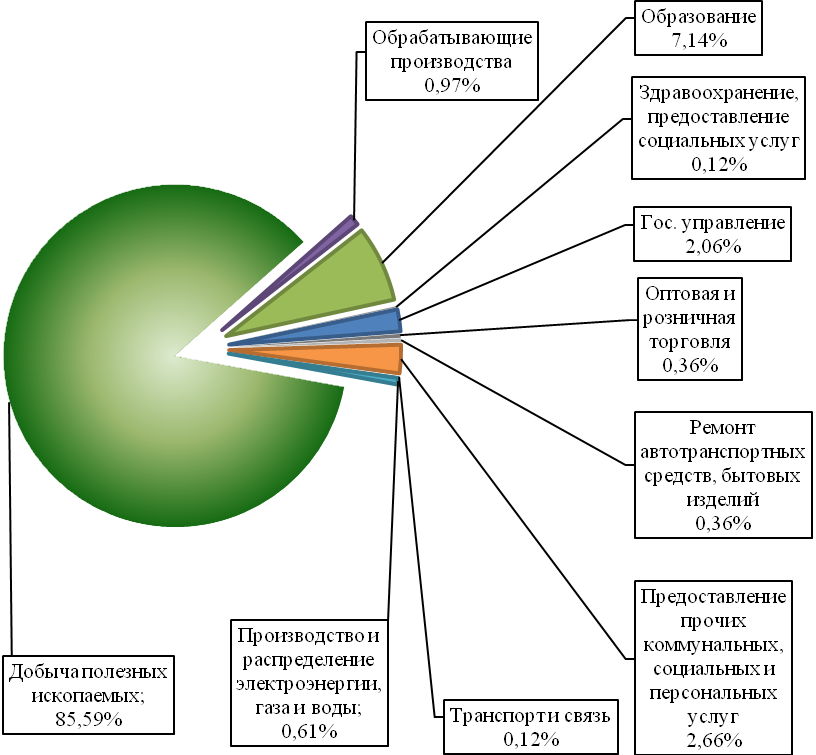 Обрабатывающие
производства
0,97%
Образование
7,14%
Здравоохранение,
предоставление
социальных услуг
0,12%
Гос. управление
2,06%
Оптовая и
розничная
торговля
0,36%
Ремонт
автотранспортных
средств, бытовых
изделий
0,36%
Предоставление
прочих
коммунальных,
социальных и
персональных
услуг
2,66%
Транспорт и связь
0,12%
Производство и
распределение
электроэнергии,
газа и воды;
0,61%
Добыча полезных
ископаемых;
85,59%